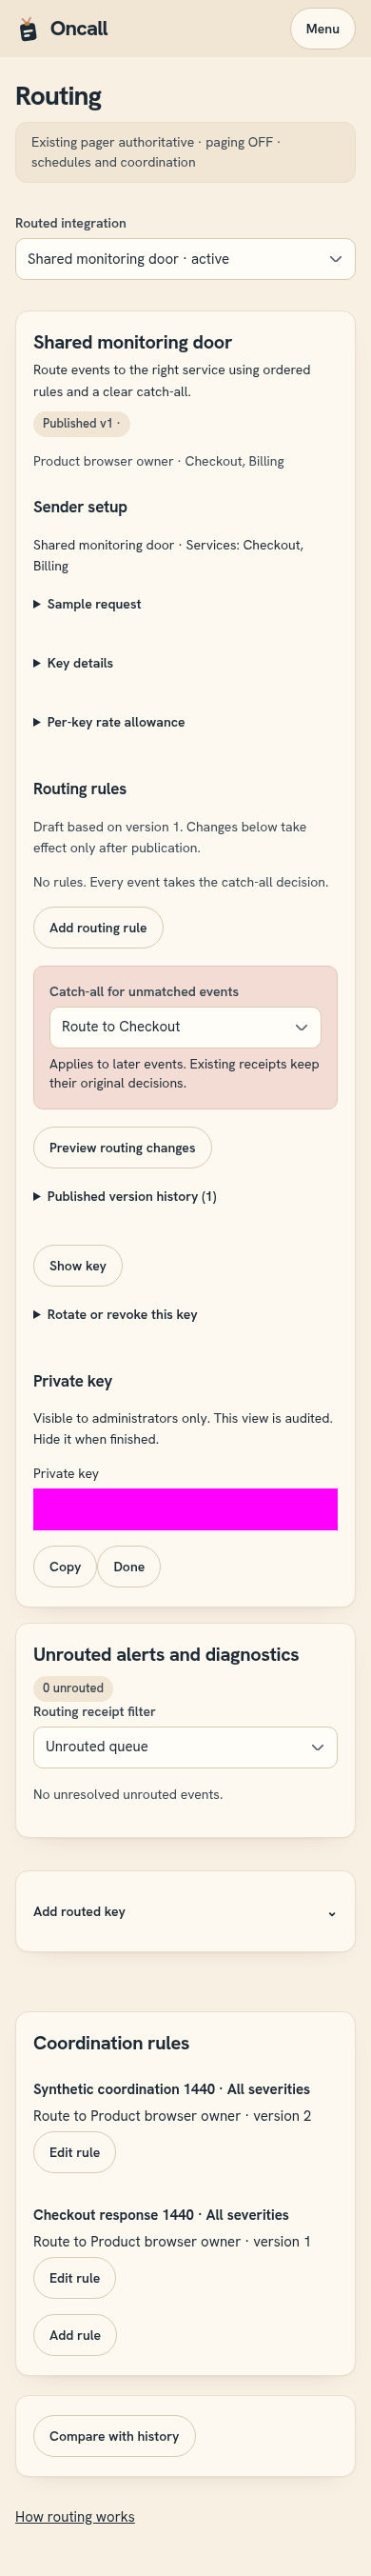 Oncall
Menu
Routing
Existing pager authoritative · paging OFF ·
schedules and coordination
Routed integration
Shared monitoring door · active
Shared monitoring door
Route events to the right service using ordered
rules and a clear catch-all.
Published v1 ·
Product browser owner · Checkout, Billing
Sender setup
Shared monitoring door · Services: Checkout,
Billing
Sample request
Key details
Per-key rate allowance
Routing rules
Draft based on version 1. Changes below take
effect only after publication.
No rules. Every event takes the catch-all decision.
Add routing rule
Catch-all for unmatched events
Route to Checkout
Applies to later events. Existing receipts keep
their original decisions.
Preview routing changes
Published version history (1)
Show key
Rotate or revoke this key
Private key
Visible to administrators only. This view is audited.
Hide it when finished.
Private key
Copy
Done
Unrouted alerts and diagnostics
0 unrouted
Routing receipt filter
Unrouted queue
No unresolved unrouted events.
Add routed key
Coordination rules
Synthetic coordination 1440 · All severities
Route to Product browser owner · version 2
Edit rule
Checkout response 1440 · All severities
Route to Product browser owner · version 1
Edit rule
Add rule
Compare with history
How routing works